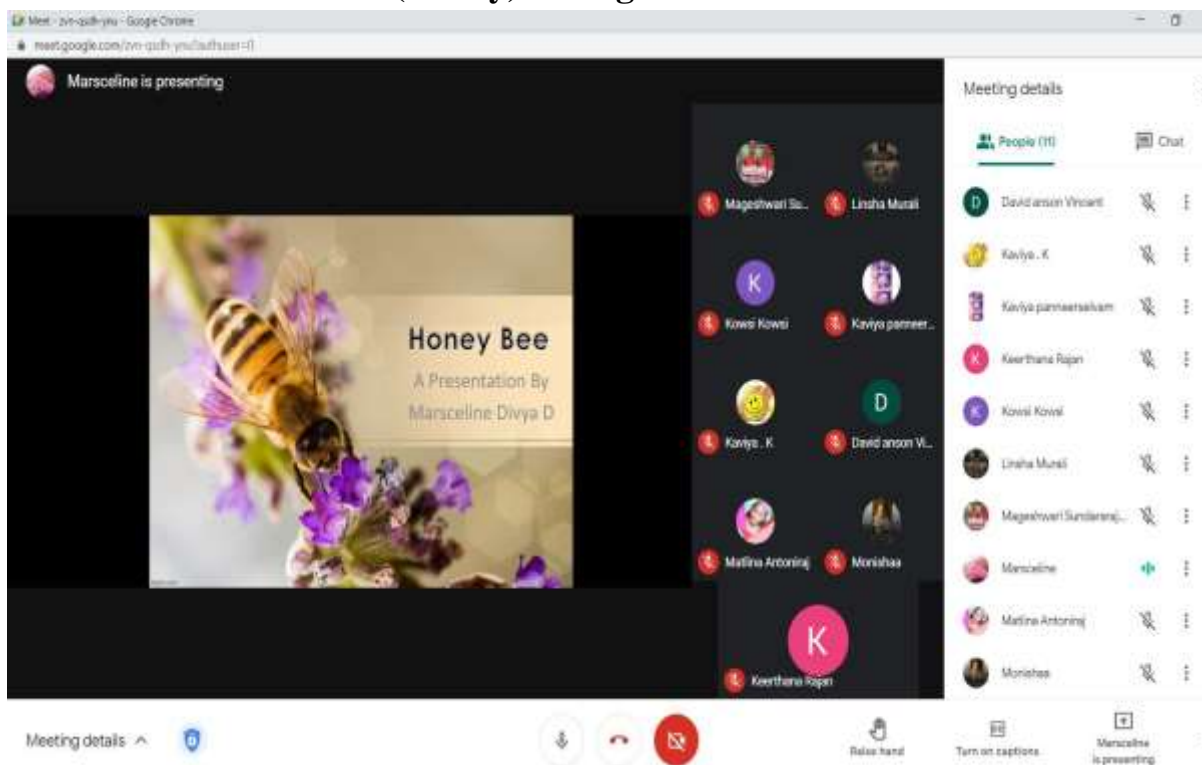 Meet - zvn-qsdh-ynu - Google Chrome
meet.google.com/zvn-qsdh-ynu?authuser=0
Marsceline is presenting
Honey Bee
A Presentation By
Marsceline Divya D
Mageshwari Su...
Linsha Murali
Kowsi Kowsi
Kaviya panneer...
Kaviya . K
David anson Vi...
Matlina Antoniraj
Monishaa
Keerthana Rajan
Meeting details
People (11)
Chat
David anson Vincent
Kaviya . K
Kaviya panneerselvam
Keerthana Rajan
Kowsi Kowsi
Linsha Murali
Mageshwari Sundararaj...
Marsceline
Matlina Antoniraj
Monishaa
Meeting details
Raise hand
Turn on captions
Marsceline
is presenting